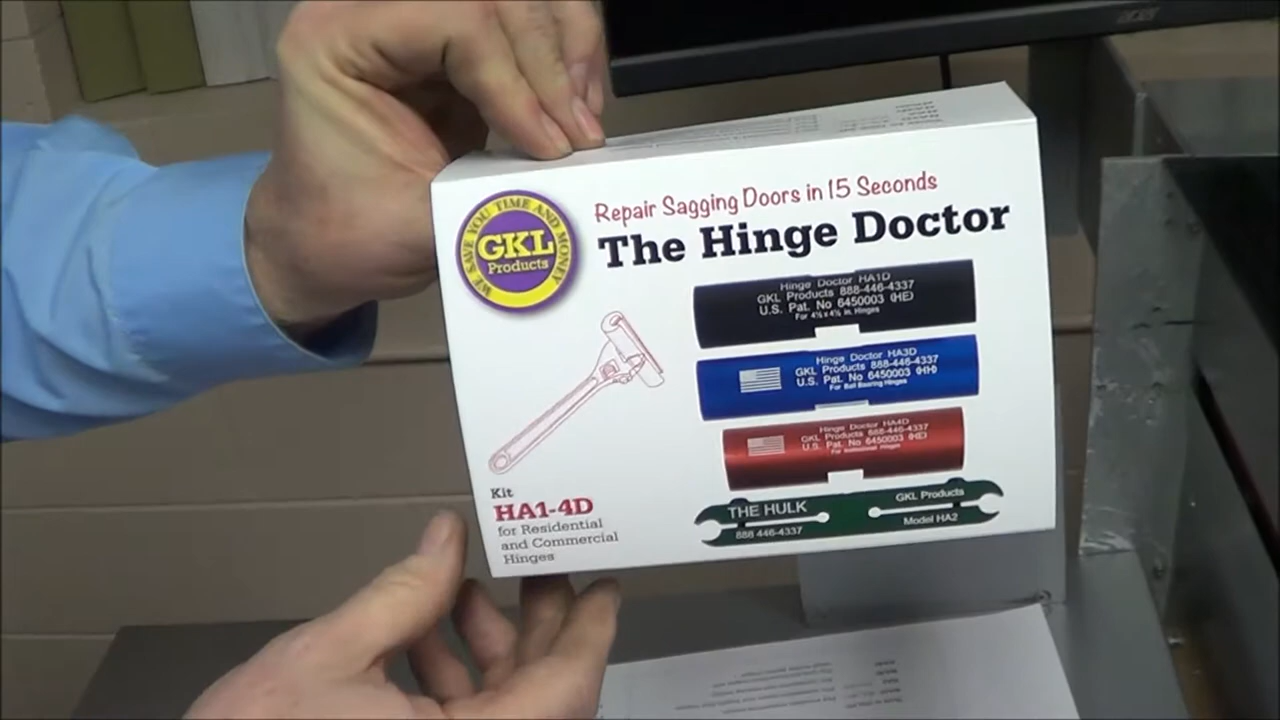 WE SAVE YOU TIME AND MONEY
GKL
Products
Repair Sagging Doors in 15 Seconds
The Hinge Doctor
Hinge Doctor HA1D
GKL Products 888-446-4337
U.S. Pat. No 6450003 (HE)
For 4½ x 4½ in. Hinges
Hinge Doctor HA3D
GKL Products 888-446-4337
U.S. Pat. No 6450003 (HH)
For Ball Bearing Hinges
Hinge Doctor HA4D
GKL Products 888-446-4337
U.S. Pat. No 6450003 (HE)
THE HULK
888 446-4337
GKL Products
Model HA2
Kit
HA1-4D
for Residential
and Commercial
Hinges
acer